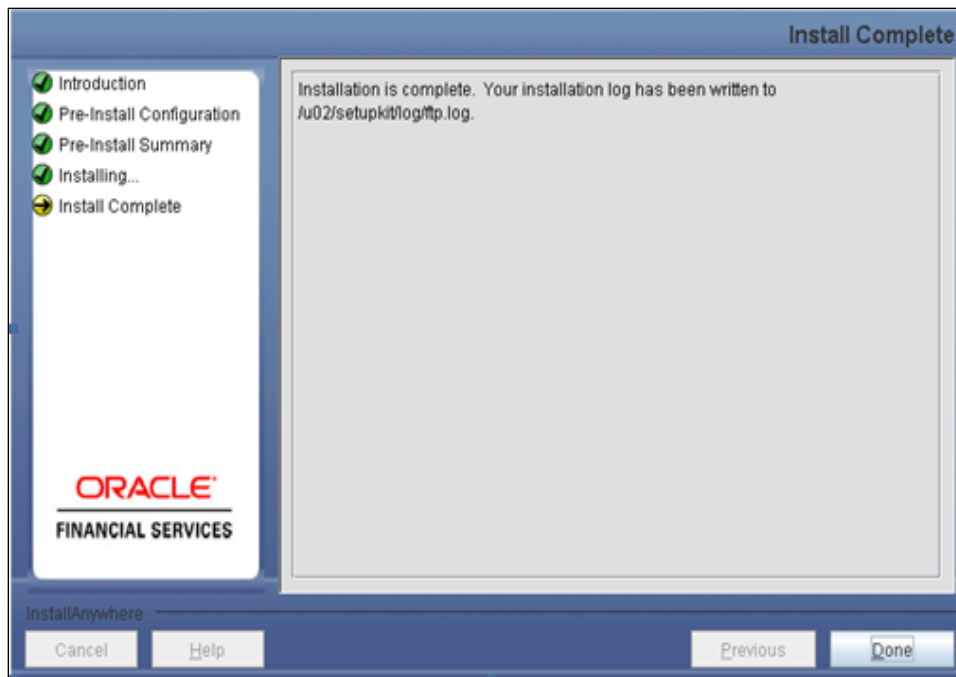 Install Complete
Introduction
Pre-Install Configuration
Pre-Install Summary
Installing...
Install Complete
Installation is complete. Your installation log has been written to
/u02/setupkit/log/ftp.log.
ORACLE
FINANCIAL SERVICES
InstallAnywhere
Cancel
Help
Previous
Done